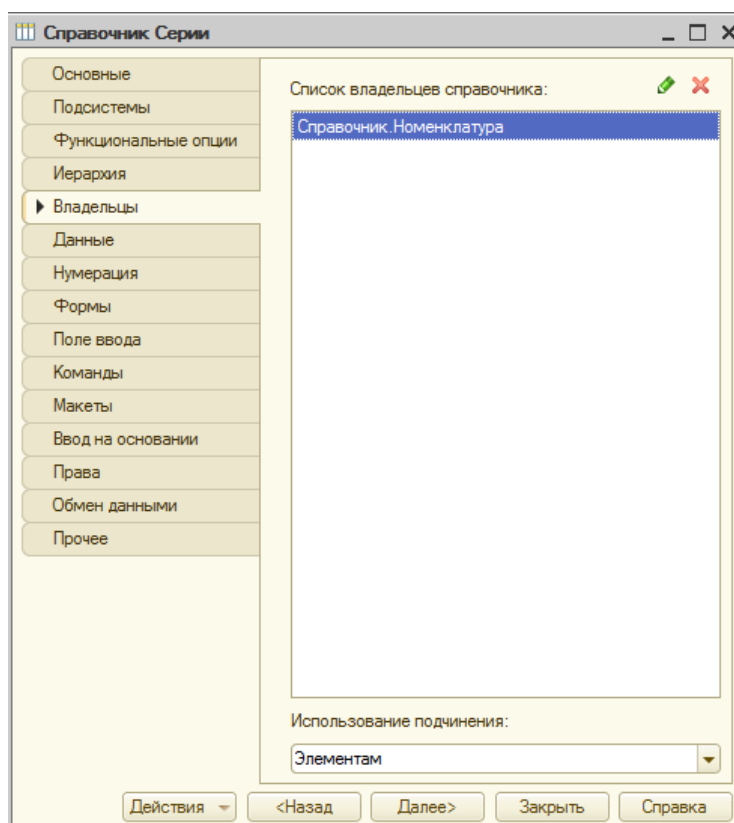 Справочник Серии
Основные
Подсистемы
Функциональные опции
Иерархия
Владельцы
Данные
Нумерация
Формы
Поле ввода
Команды
Макеты
Ввод на основании
Права
Обмен данными
Прочее
Список владельцев справочника:
Справочник.Номенклатура
Использование подчинения:
Элементам
Действия
<Назад
Далее>
Закрыть
Справка